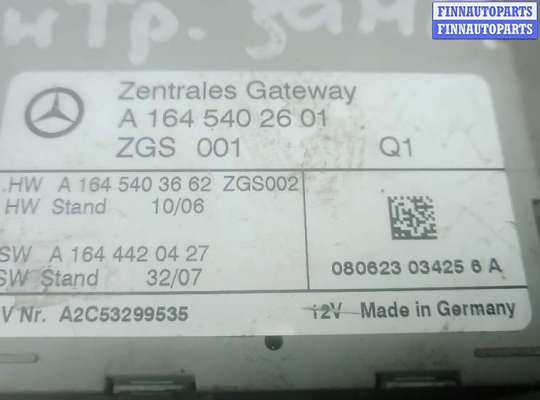 FINNAUTOPARTS
FINNAUTOPARTS
FINNAUTOPARTS
Zentrales Gateway
A 164 540 26 01
ZGS 001 Q1
HW A 164 540 36 62 ZGS002
HW Stand 10/06
SW A 164 442 04 27
SW Stand 32/07
080623 03425 6 A
V Nr. A2C53299535 12V Made in Germany